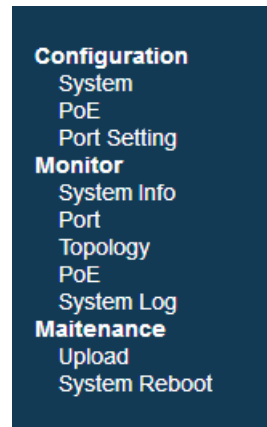 Configuration
System
PoE
Port Setting
Monitor
System Info
Port
Topology
PoE
System Log
Maitenance
Upload
System Reboot